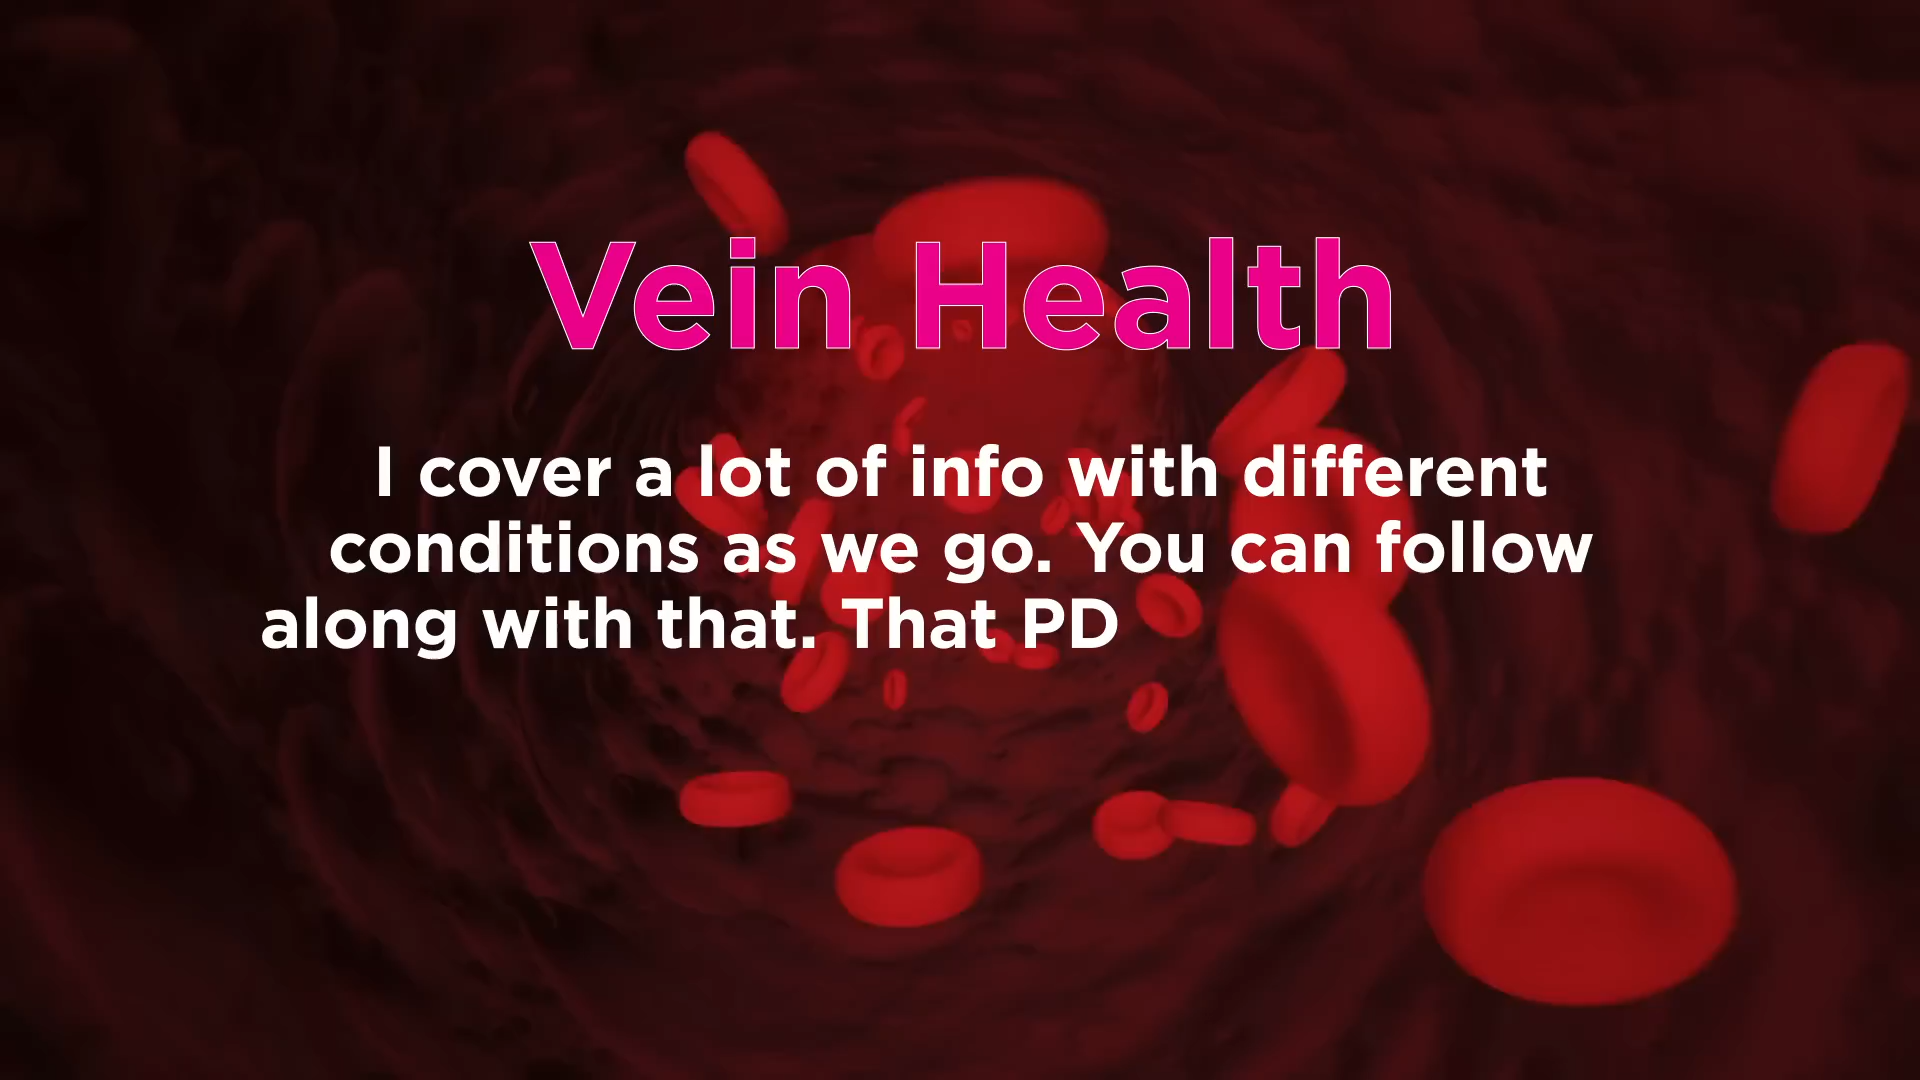 Vein Health
I cover a lot of info with different
conditions as we go. You can follow
along with that. That PD